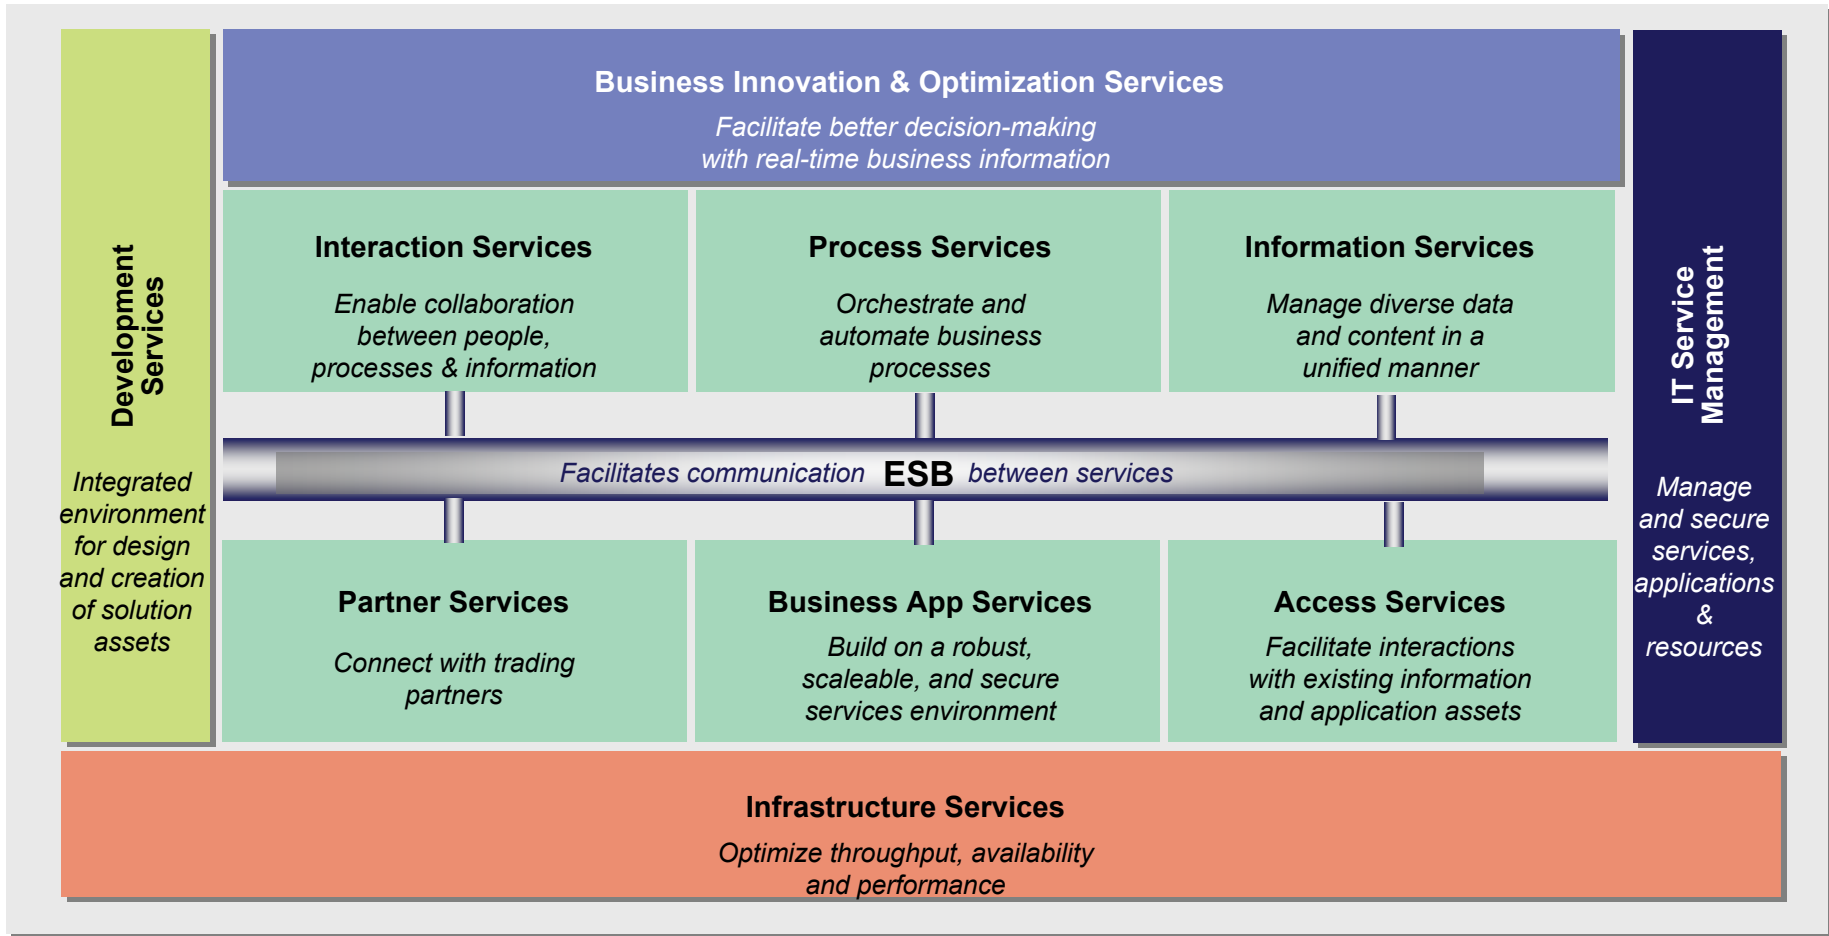 Business Innovation & Optimization Services
Facilitate better decision-making
with real-time business information
Development
Services
Integrated
environment
for design
and creation
of solution
assets
Interaction Services
Enable collaboration
between people,
processes & information
Process Services
Orchestrate and
automate business
processes
Information Services
Manage diverse data
and content in a
unified manner
IT Service
Management
Manage
and secure
services,
applications
&
resources
Facilitates communication ESB between services
Partner Services
Connect with trading
partners
Business App Services
Build on a robust,
scaleable, and secure
services environment
Access Services
Facilitate interactions
with existing information
and application assets
Infrastructure Services
Optimize throughput, availability
and performance